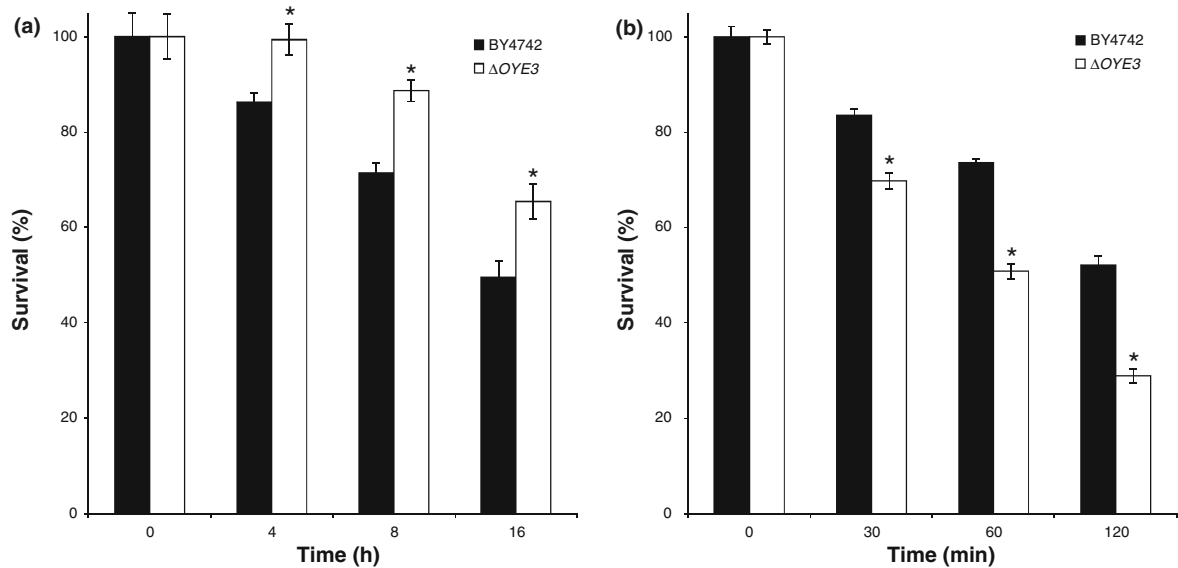 (a)
BY4742
ΔOYE3
Survival (%)
100
80
60
40
20
0
*
*
*
0 4 8 16
Time (h)
(b)
BY4742
ΔOYE3
Survival (%)
100
80
60
40
20
0
*
*
*
0 30 60 120
Time (min)